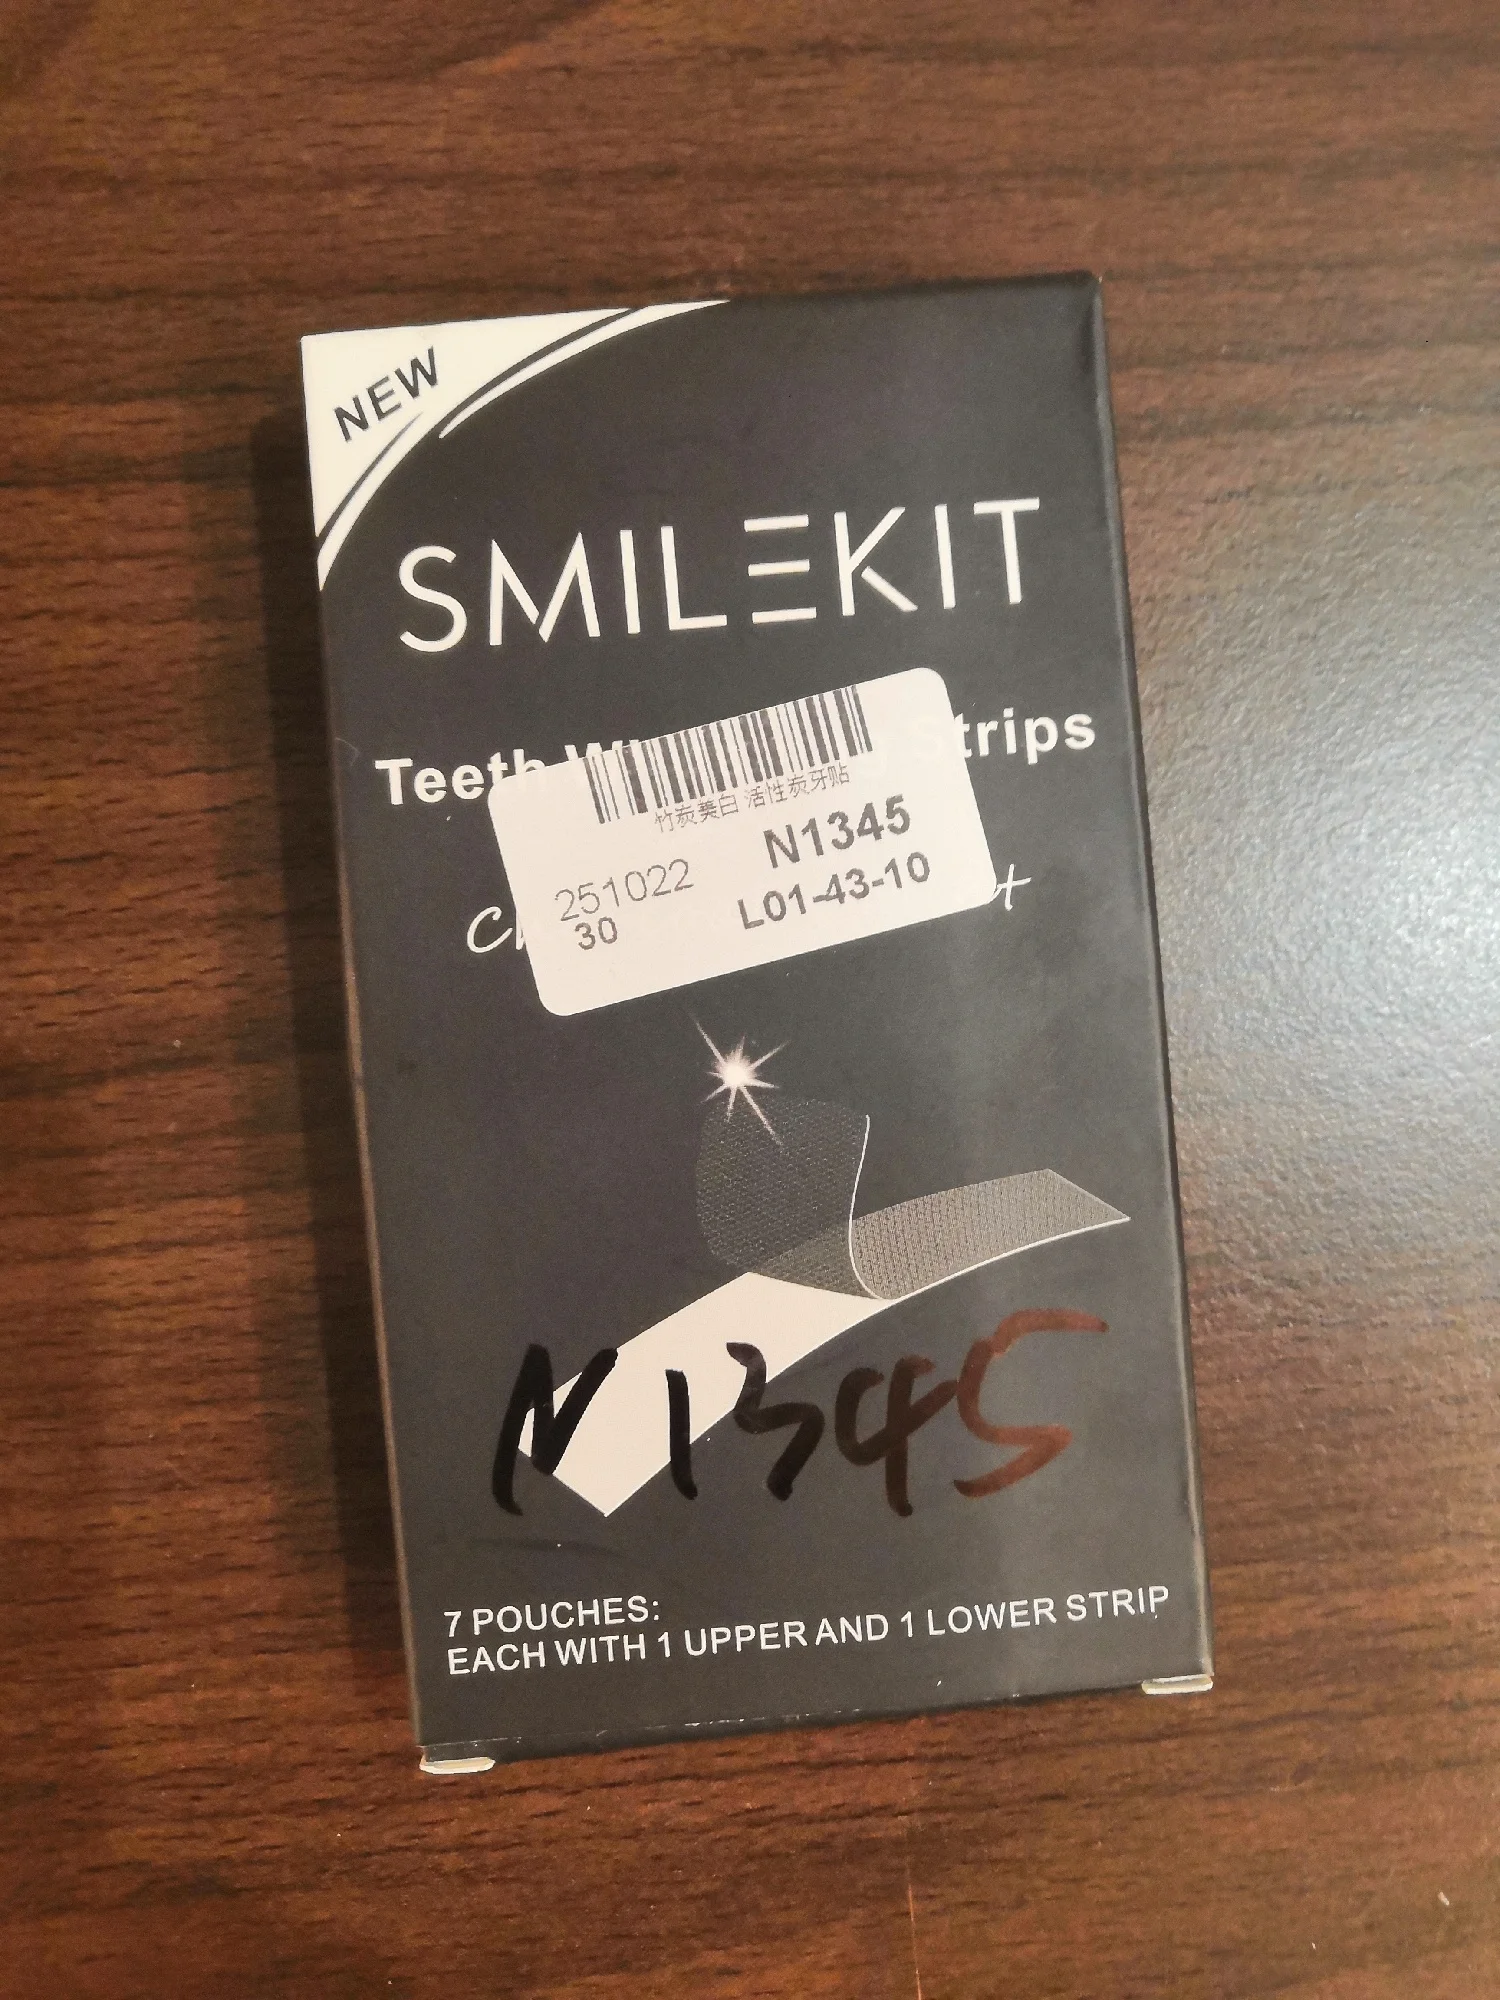 NEW
SMILEKIT
Teeth Strips
竹炭美白 活性炭牙贴
N1345
251022
L01-43-10
30
N1345
7 POUCHES:
EACH WITH 1 UPPER AND 1 LOWER STRIP